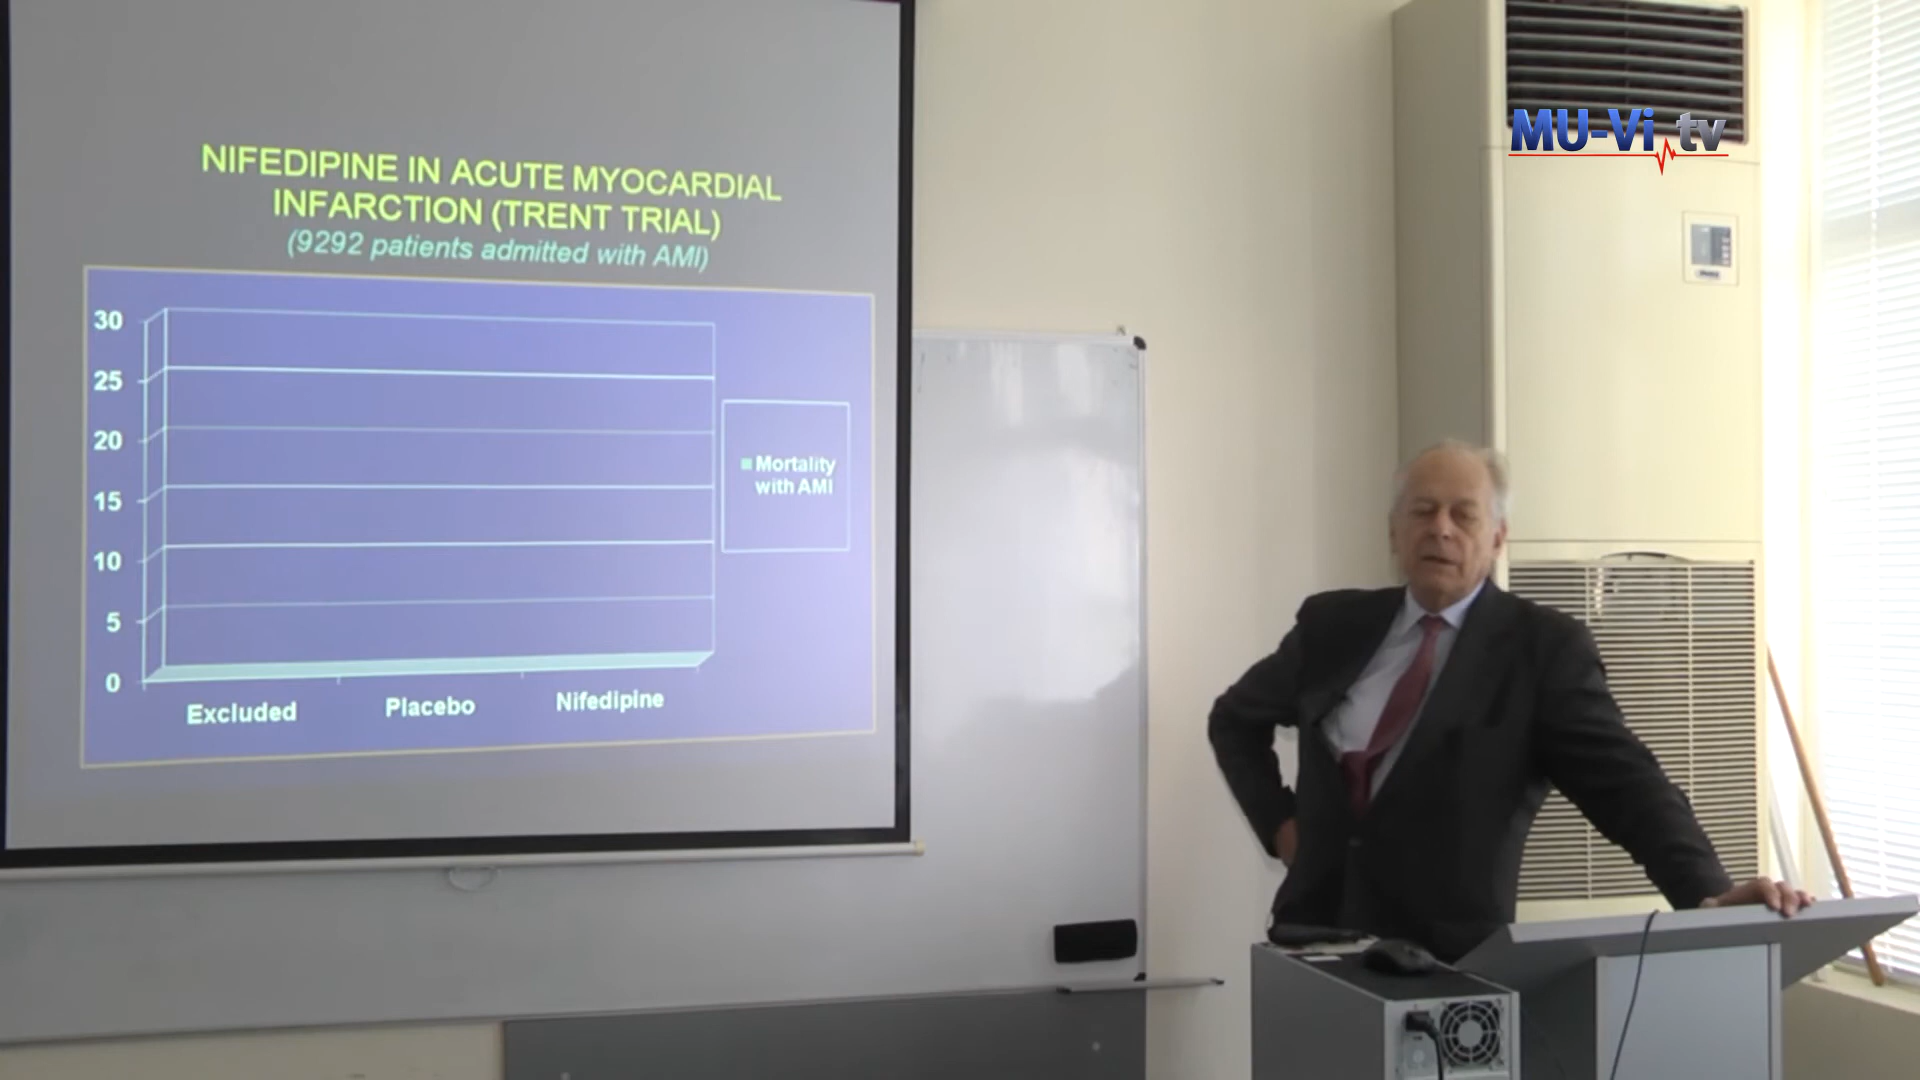 NIFEDIPINE IN ACUTE MYOCARDIAL
INFARCTION (TRENT TRIAL)
(9292 patients admitted with AMI)
30
25
20
15
10
5
0
Excluded
Placebo
Nifedipine
Mortality
with AMI
MU-Vi tv